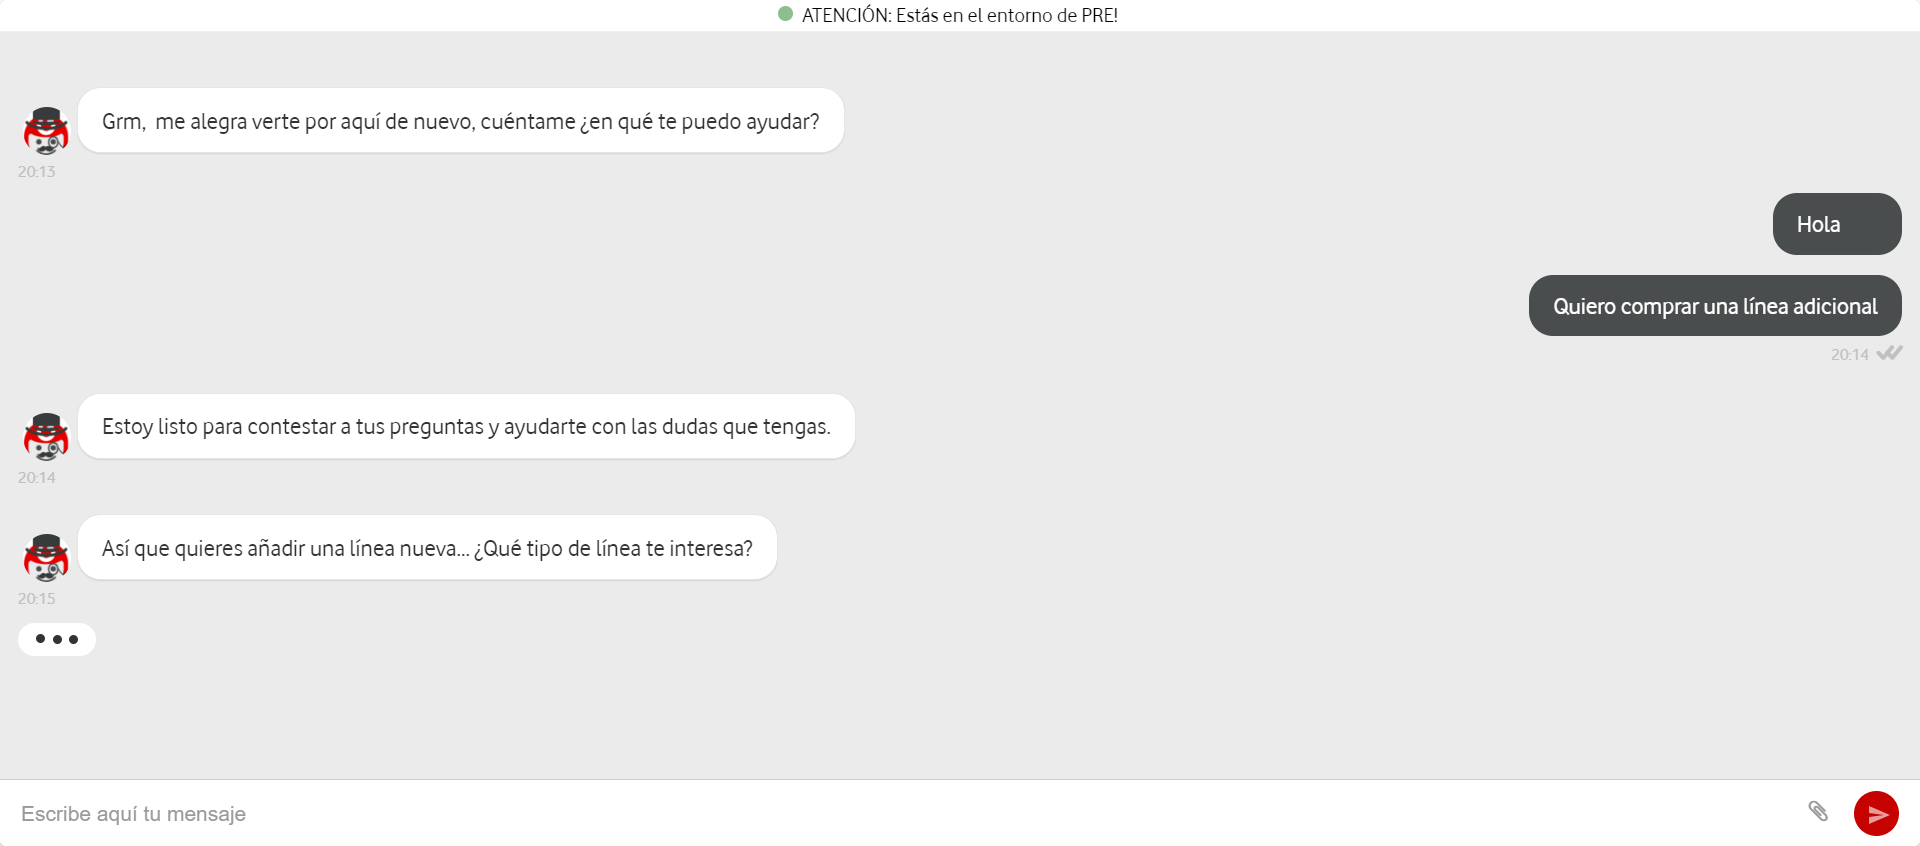 ATENCIÓN: Estás en el entorno de PRE!
Grm,  me alegra verte por aquí de nuevo, cuéntame ¿en qué te puedo ayudar?
20:13
Hola
Quiero comprar una línea adicional
20:14
Estoy listo para contestar a tus preguntas y ayudarte con las dudas que tengas.
20:14
Así que quieres añadir una línea nueva... ¿Qué tipo de línea te interesa?
20:15
Escribe aquí tu mensaje